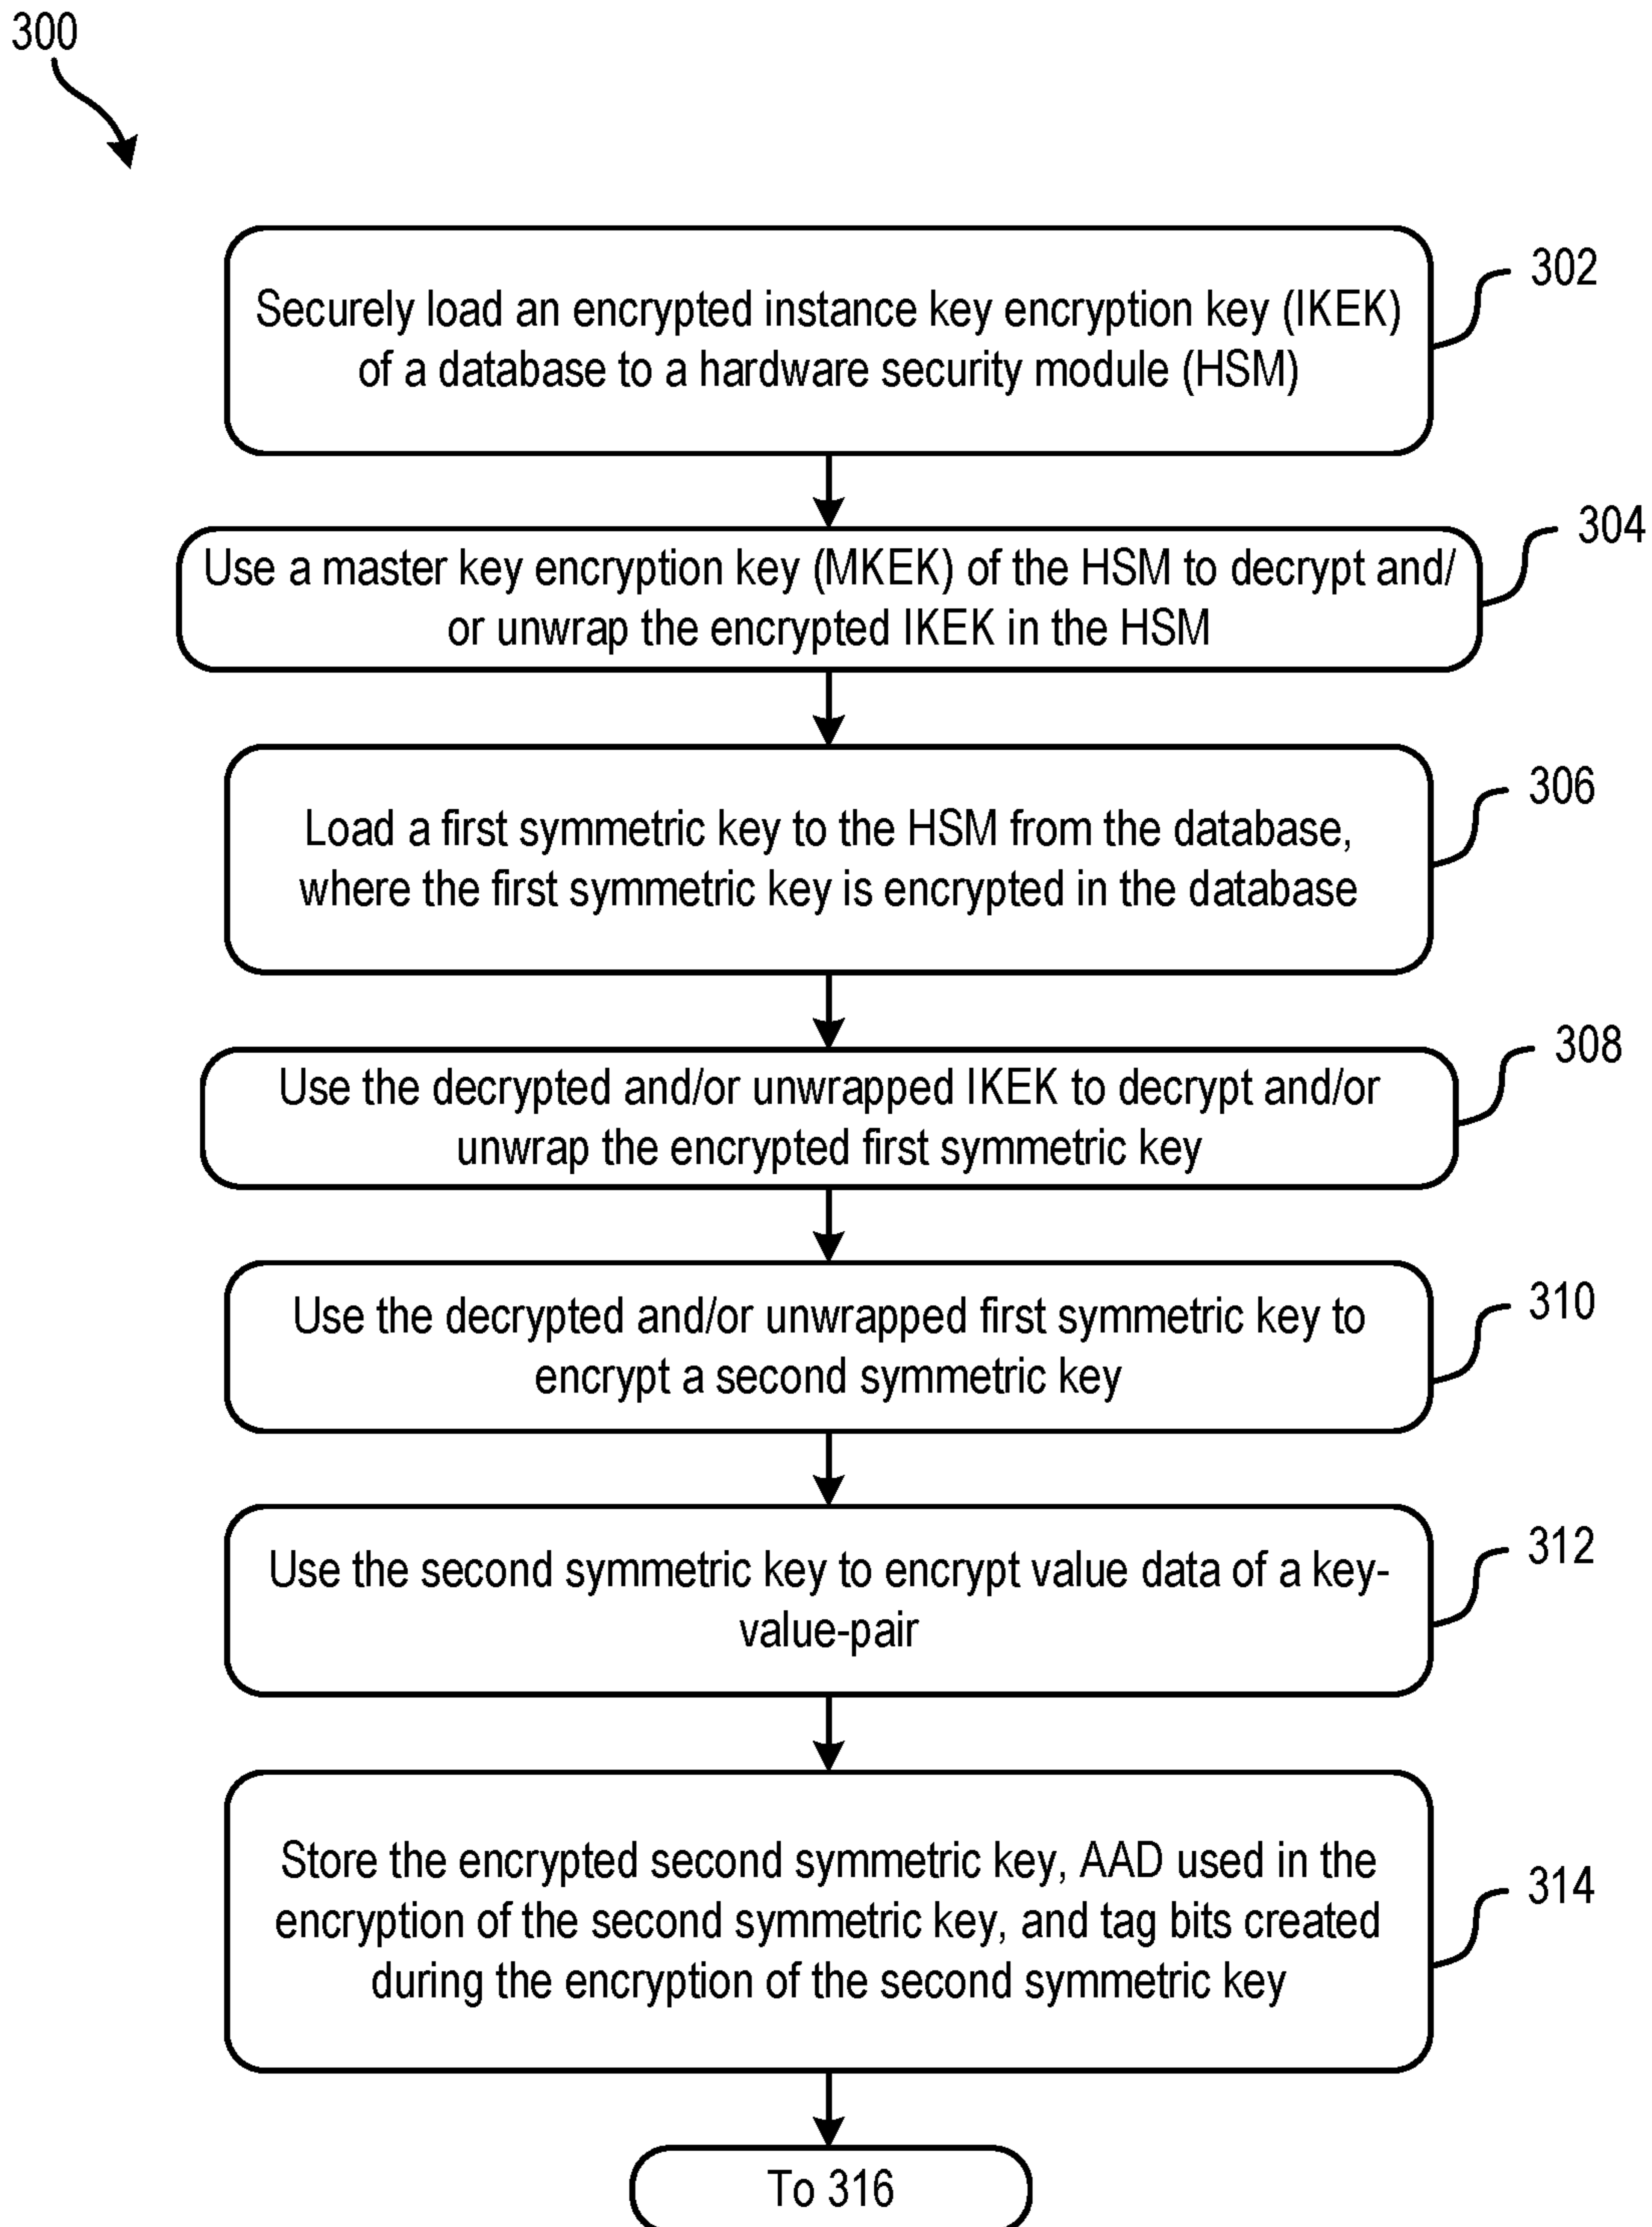 300
Securely load an encrypted instance key encryption key (IKEK)
of a database to a hardware security module (HSM)
302
Use a master key encryption key (MKEK) of the HSM to decrypt and/
or unwrap the encrypted IKEK in the HSM
304
Load a first symmetric key to the HSM from the database,
where the first symmetric key is encrypted in the database
306
Use the decrypted and/or unwrapped IKEK to decrypt and/or
unwrap the encrypted first symmetric key
308
Use the decrypted and/or unwrapped first symmetric key to
encrypt a second symmetric key
310
Use the second symmetric key to encrypt value data of a key-
value-pair
312
Store the encrypted second symmetric key, AAD used in the
encryption of the second symmetric key, and tag bits created
during the encryption of the second symmetric key
314
To 316